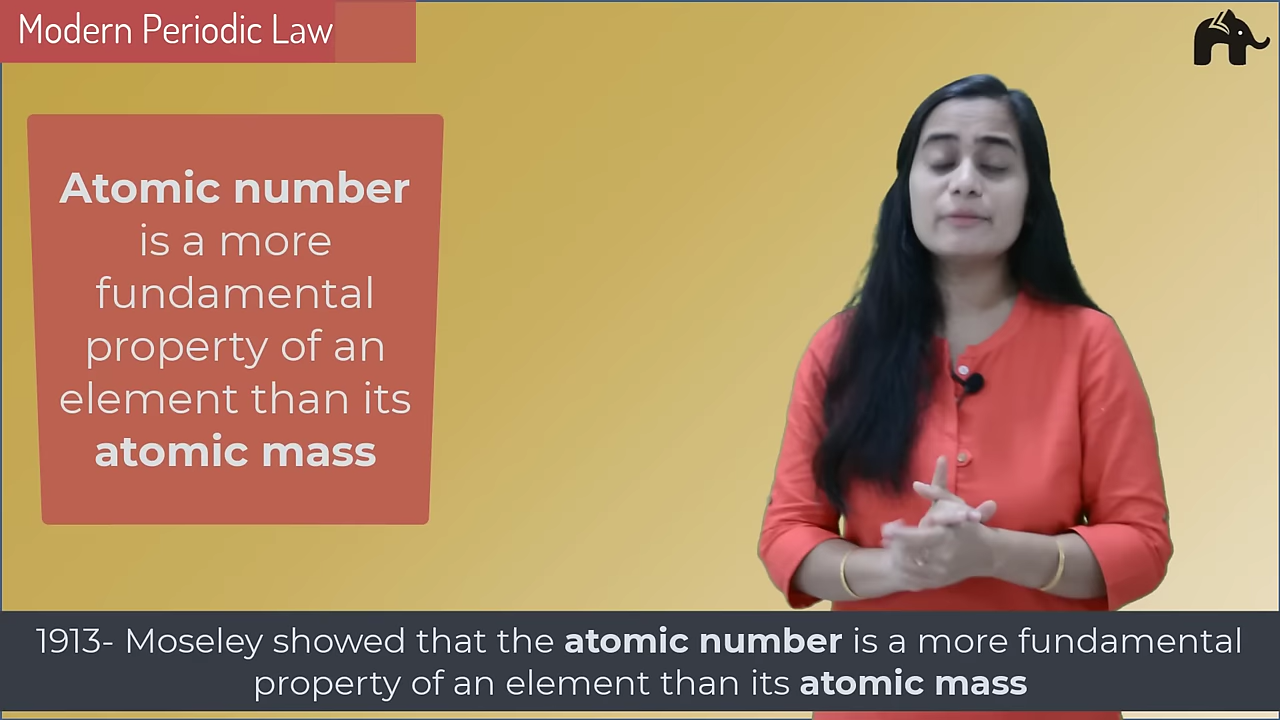 Modern Periodic Law
Atomic number
is a more
fundamental
property of an
element than its
atomic mass
1913- Moseley showed that the atomic number is a more fundamental
property of an element than its atomic mass